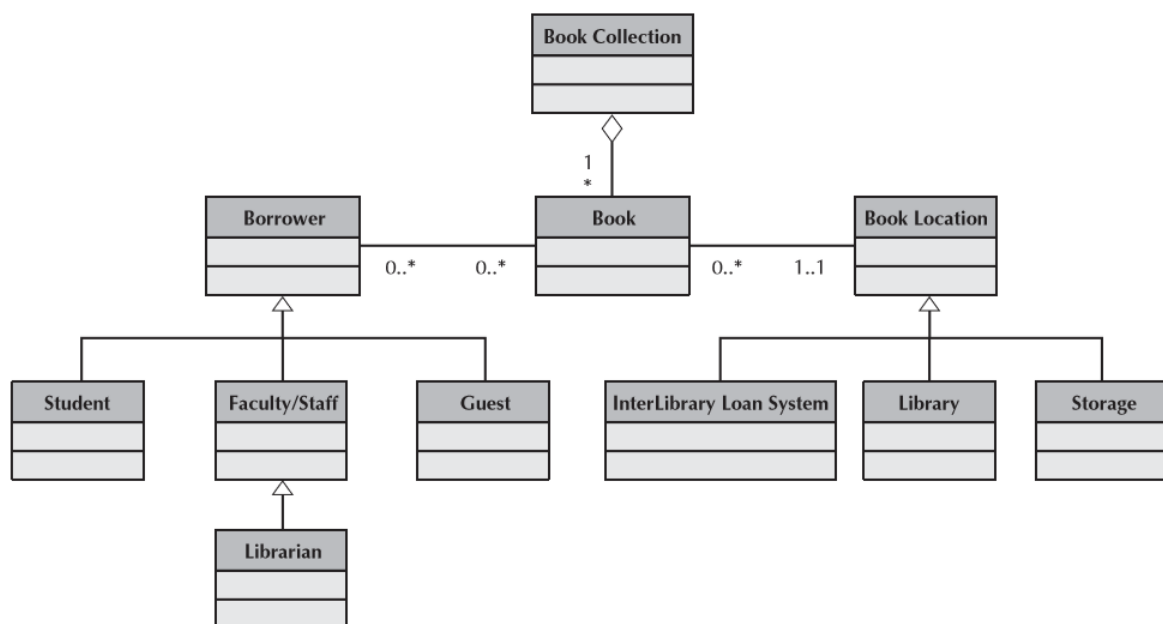 Book Collection
1
*
Borrower
Book
Book Location
0..*
0..*
0..*
1..1
Student
Faculty/Staff
Guest
InterLibrary Loan System
Library
Storage
Librarian